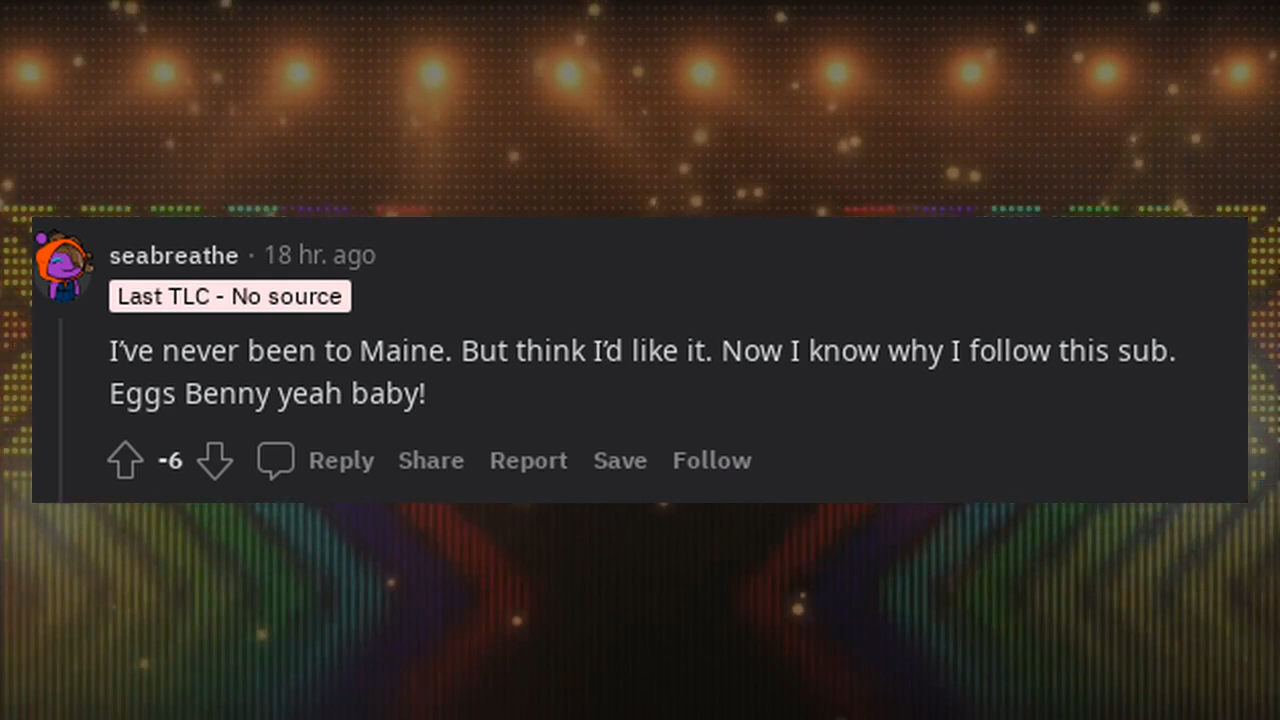 seabreathe · 18 hr. ago
Last TLC - No source
I’ve never been to Maine. But think I’d like it. Now I know why I follow this sub.
Eggs Benny yeah baby!
-6 Reply Share Report Save Follow